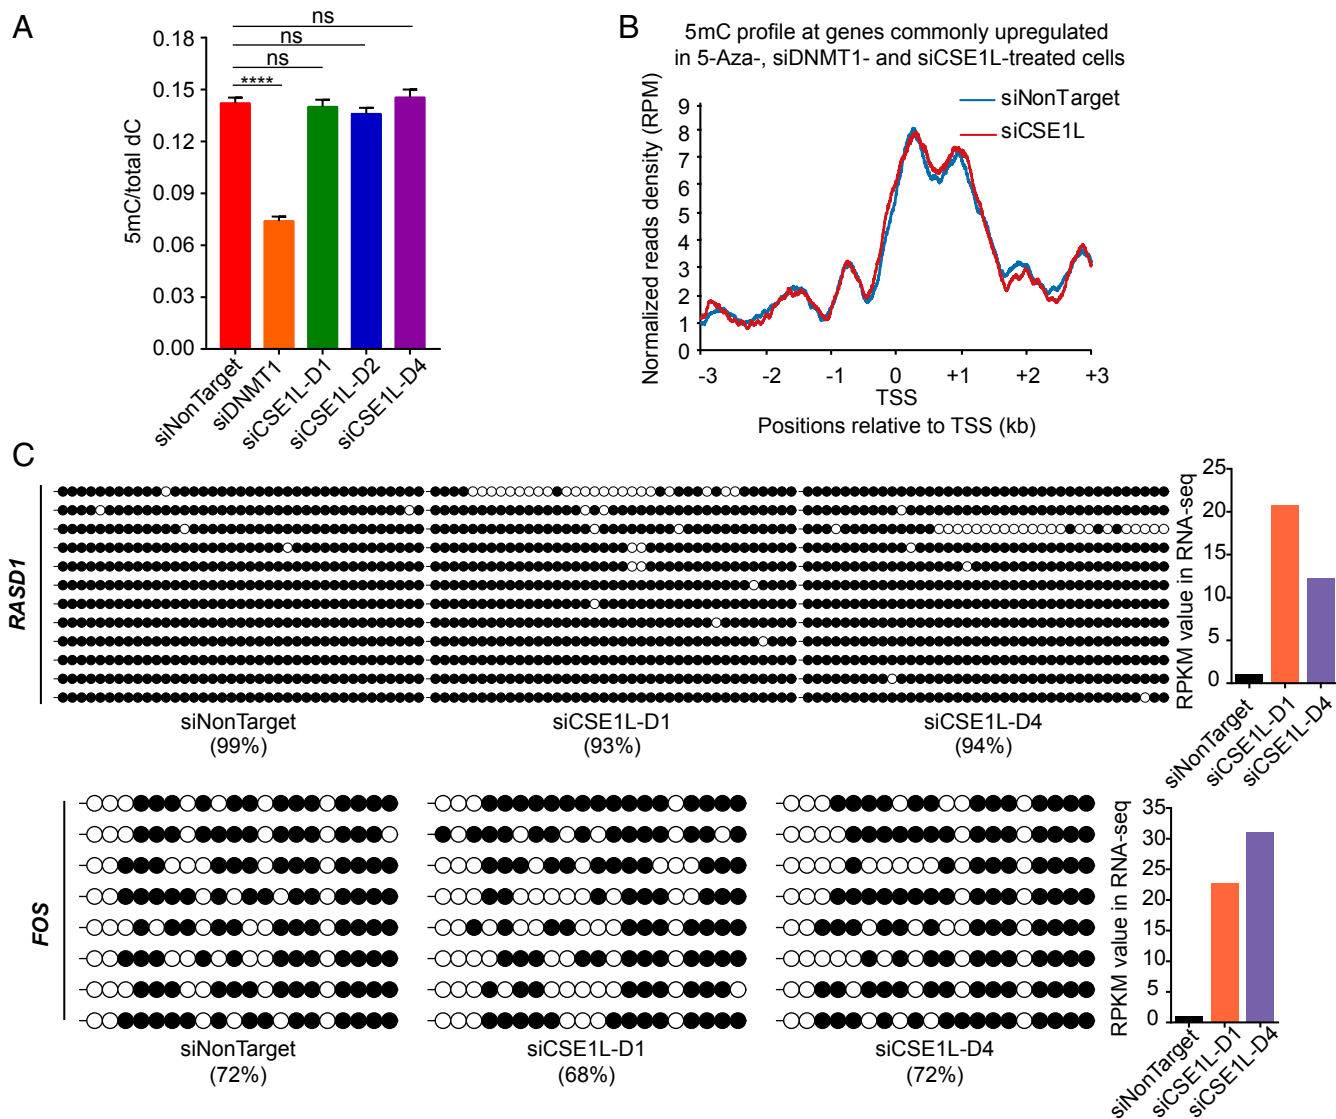 A
ns
ns
ns
****
5mC/total dC
0.18
0.15
0.12
0.09
0.06
0.03
0.00
siNonTarget
siDNMT1
siCSE1L-D1
siCSE1L-D2
siCSE1L-D4
B
5mC profile at genes commonly upregulated
in 5-Aza-, siDNMT1- and siCSE1L-treated cells
siNonTarget
siCSE1L
Normalized reads density (RPM)
9
8
7
6
5
4
3
2
1
0
-3
-2
-1
0
+1
+2
+3
TSS
Positions relative to TSS (kb)
C
RASD1
siNonTarget
(99%)
siCSE1L-D1
(93%)
siCSE1L-D4
(94%)
RPKM value in RNA-seq
25
20
15
10
5
0
siNonTarget
siCSE1L-D1
siCSE1L-D4
FOS
siNonTarget
(72%)
siCSE1L-D1
(68%)
siCSE1L-D4
(72%)
RPKM value in RNA-seq
35
30
25
20
15
10
5
0
siNonTarget
siCSE1L-D1
siCSE1L-D4